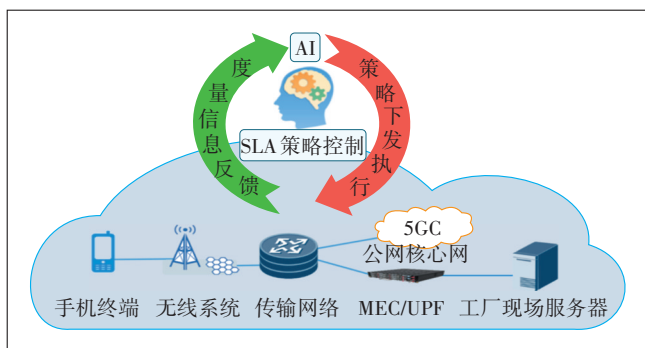 AI
度量信息反馈
策略下发执行
SLA 策略控制
5GC
公网核心网
手机终端
无线系统
传输网络
MEC/UPF
工厂现场服务器